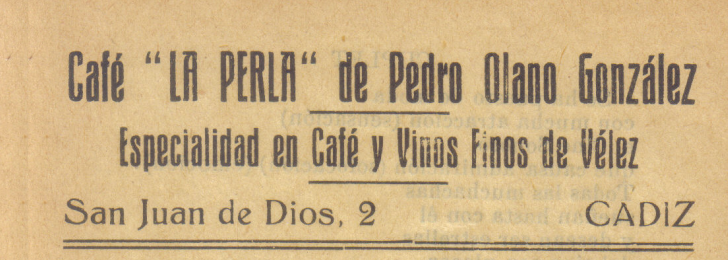 Café “LA PERLA“ de Pedro Olano González
Especialidad en Café y Vinos Finos de Vélez
San Juan de Dios, 2 CADIZ